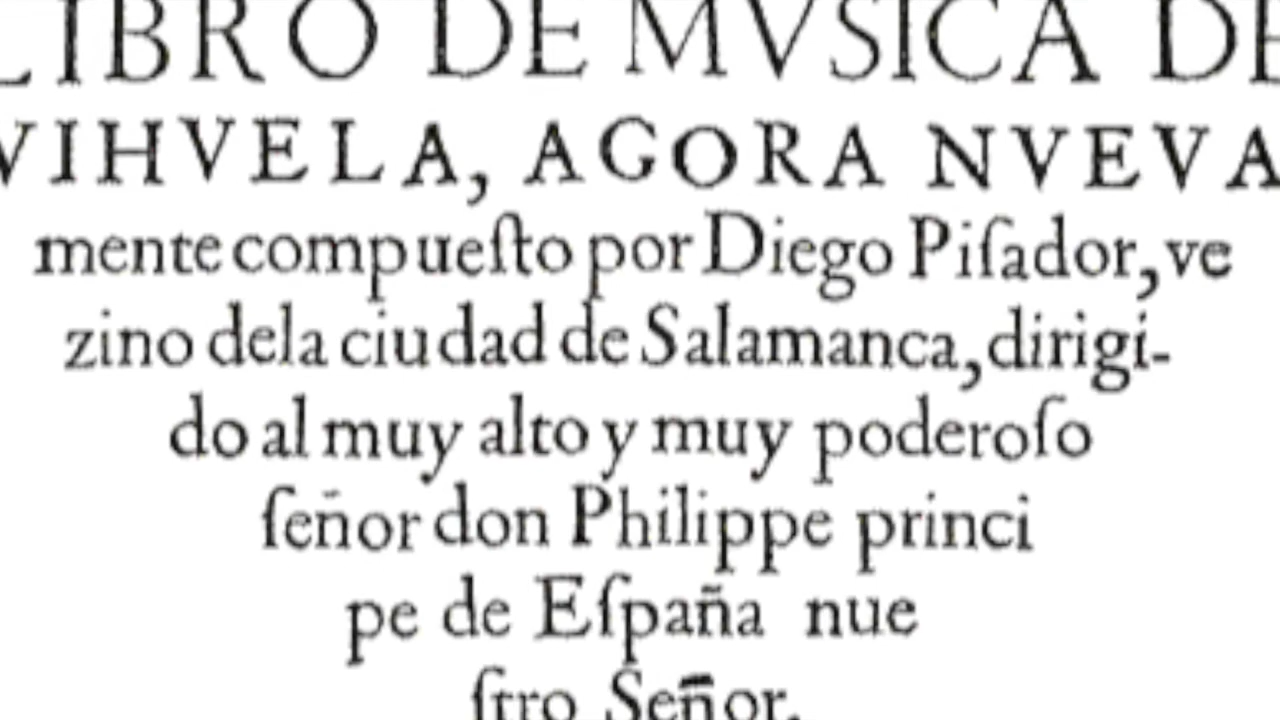 LIBRO DE MVSICA DE
VIHVELA, AGORA NVEVA
mente compueſto por Diego Piſador, ve
zino dela ciudad de Salamanca, dirigi-
do al muy alto y muy poderoſo
ſeñor don Philippe princi
pe de Eſpaña nue
ſtro Señor.